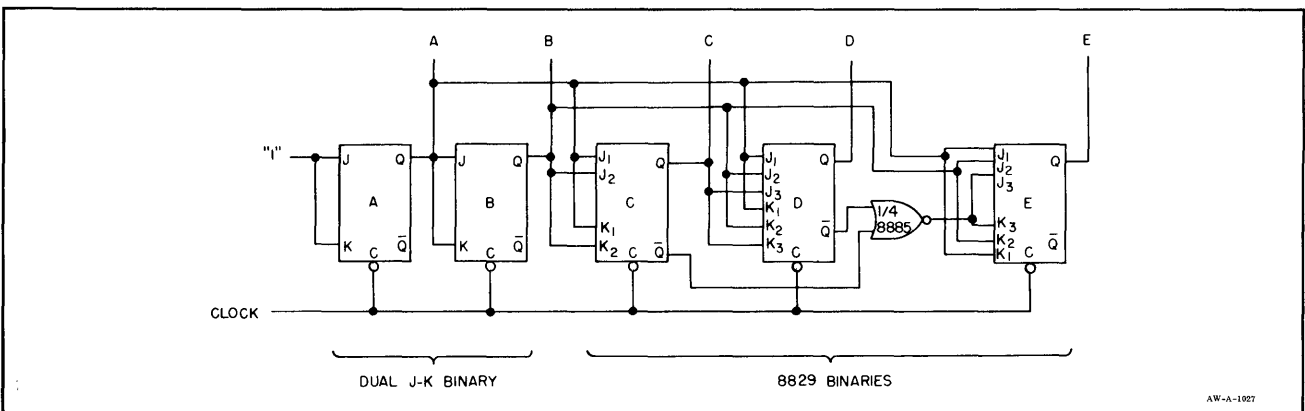 A B C D E
"1" J Q J Q J₁ Q J₁ Q J₁ Q
J₂ J₂ J₂
J₃ J₃
A B C D 1/4 E
K₁ K₁ 8885
K₂ K₃
K Q̅ K Q̅ K₂ Q̅ K₃ Q̅ K₂ Q̅
K₁
C C C C C
CLOCK
DUAL J-K BINARY 8829 BINARIES
AW-A-1027